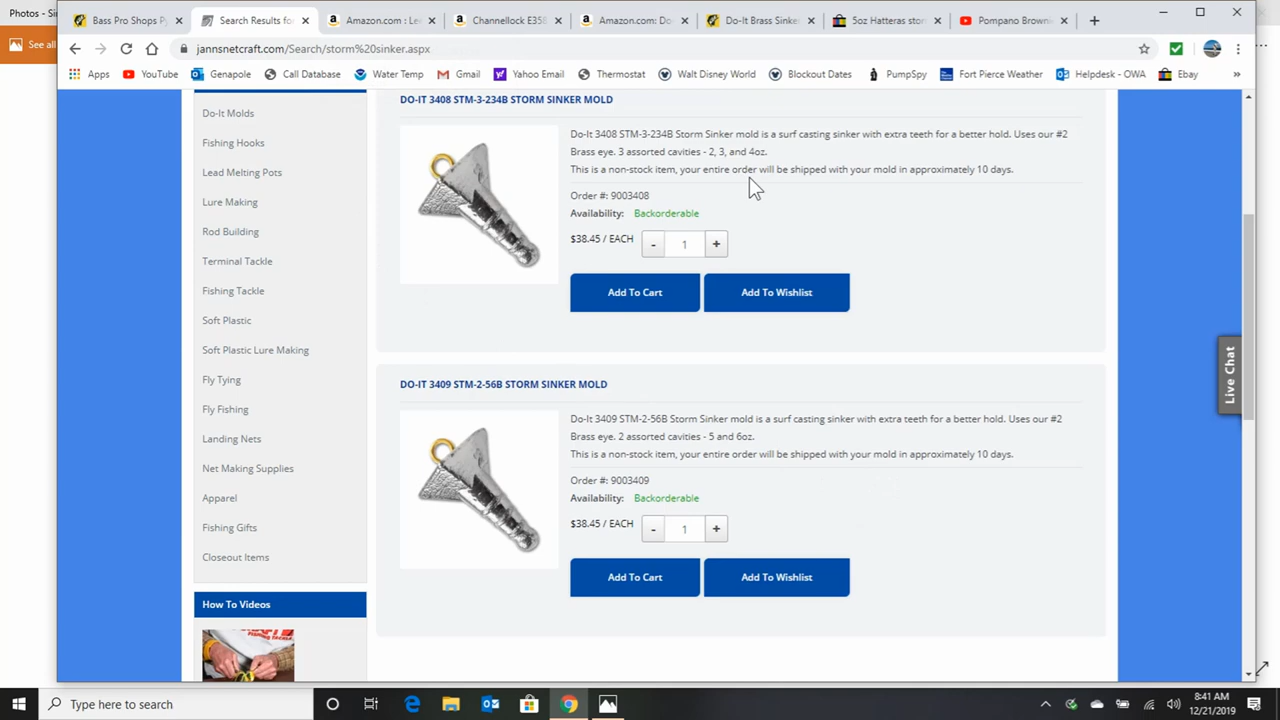 Photos - Sin
See all
Bass Pro Shops P
Search Results for
Amazon.com : Le
Channellock E358
Amazon.com: Do-
Do-It Brass Sinker
5oz Hatteras stor
Pompano Brown
jannsnetcraft.com/Search/storm%20sinker.aspx
Apps
YouTube
Genapole
Call Database
Water Temp
Gmail
Yahoo Email
Thermostat
Walt Disney World
Blockout Dates
PumpSpy
Fort Pierce Weather
Helpdesk - OWA
Ebay
»
Do-It Molds
Fishing Hooks
Lead Melting Pots
Lure Making
Rod Building
Terminal Tackle
Fishing Tackle
Soft Plastic
Soft Plastic Lure Making
Fly Tying
Fly Fishing
Landing Nets
Net Making Supplies
Apparel
Fishing Gifts
Closeout Items
How To Videos
DO-IT 3408 STM-3-234B STORM SINKER MOLD
Do-It 3408 STM-3-234B Storm Sinker mold is a surf casting sinker with extra teeth for a better hold. Uses our #2
Brass eye. 3 assorted cavities - 2, 3, and 4oz.
This is a non-stock item, your entire order will be shipped with your mold in approximately 10 days.
Order #: 9003408
Availability: Backorderable
$38.45 / EACH - 1 +
Add To Cart Add To Wishlist
DO-IT 3409 STM-2-56B STORM SINKER MOLD
Do-It 3409 STM-2-56B Storm Sinker mold is a surf casting sinker with extra teeth for a better hold. Uses our #2
Brass eye. 2 assorted cavities - 5 and 6oz.
This is a non-stock item, your entire order will be shipped with your mold in approximately 10 days.
Order #: 9003409
Availability: Backorderable
$38.45 / EACH - 1 +
Add To Cart Add To Wishlist
Live Chat
Type here to search
8:41 AM
12/21/2019